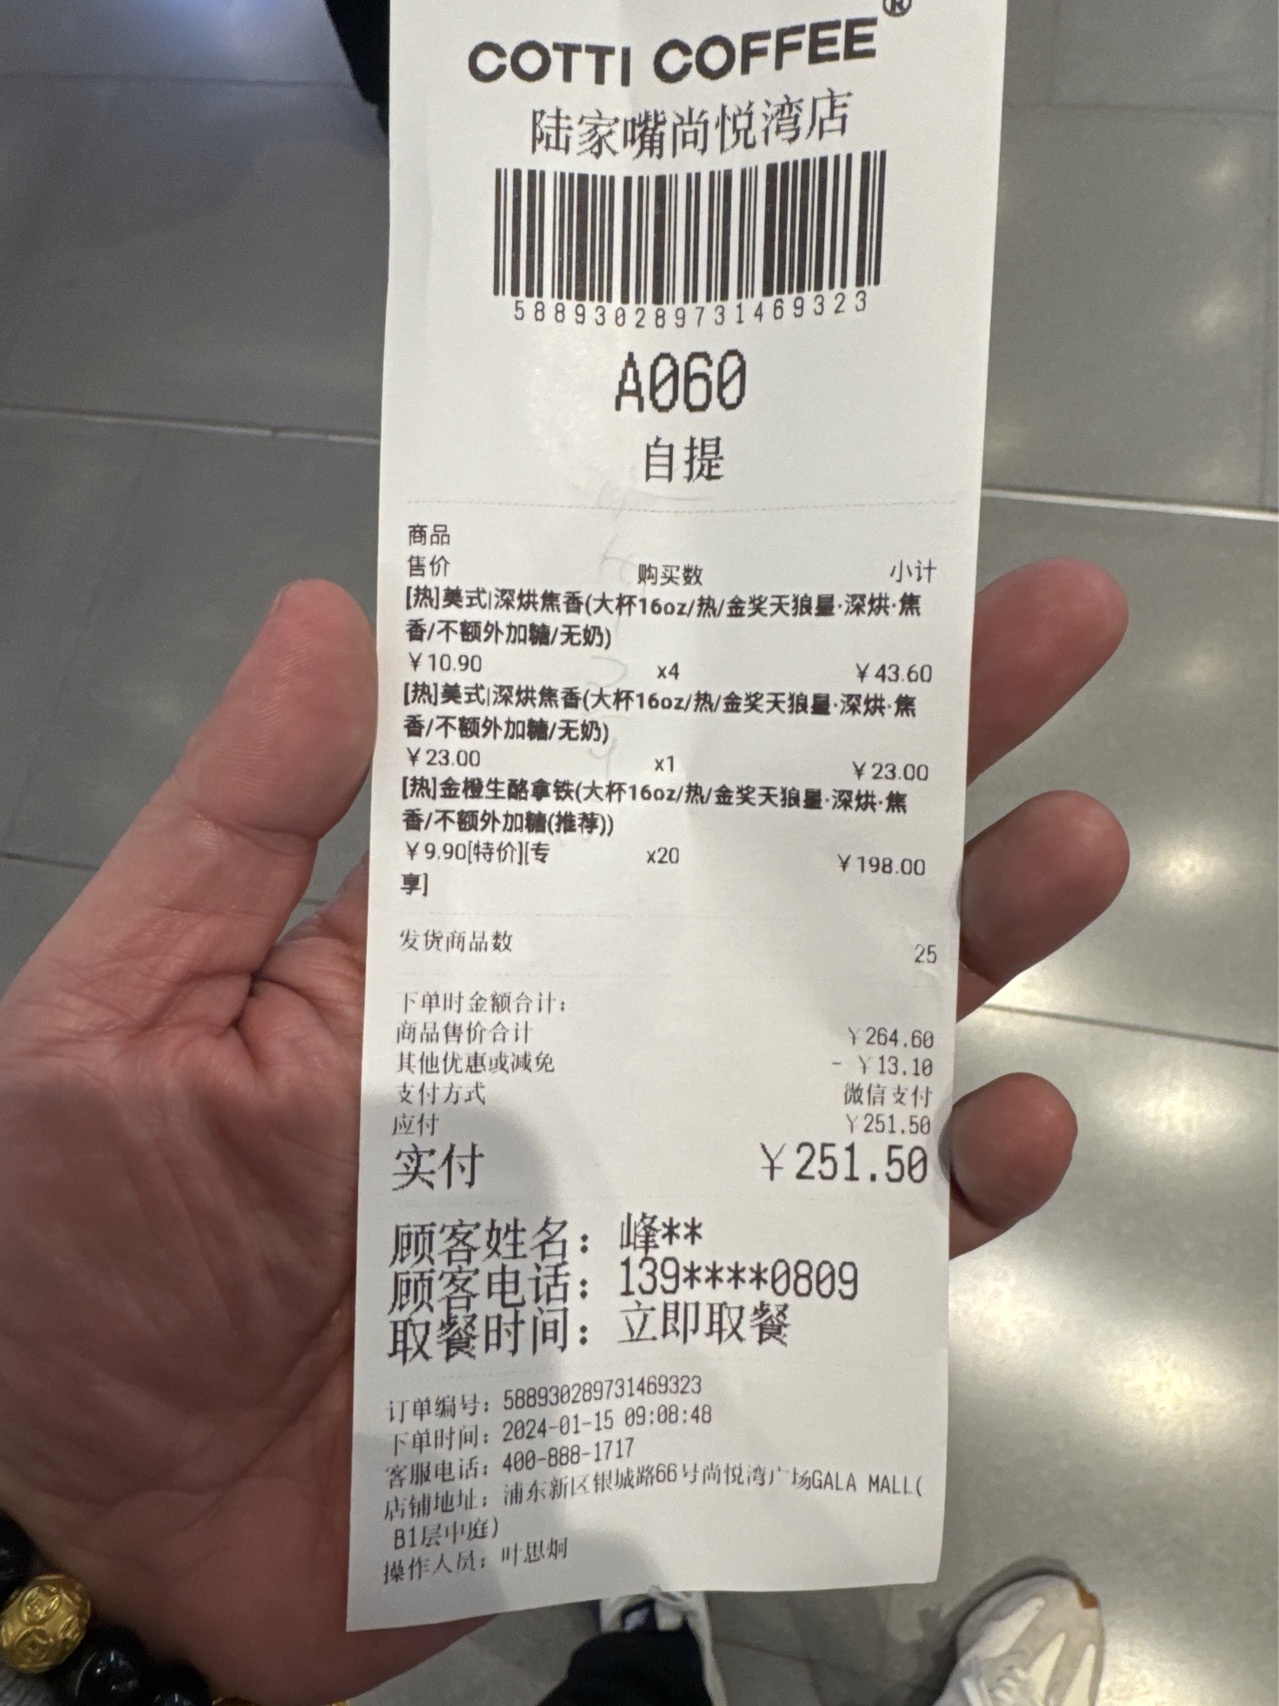 COTTI COFFEE®
陆家嘴尚悦湾店
588930289731469323
A060
自提
商品
售价 购买数 小计
[热]美式|深烘焦香(大杯16oz/热/金奖天狼星·深烘·焦
香/不额外加糖/无奶)
￥10.90 x4 ￥43.60
[热]美式|深烘焦香(大杯16oz/热/金奖天狼星·深烘·焦
香/不额外加糖/无奶)
￥23.00 x1 ￥23.00
[热]金橙生酪拿铁(大杯16oz/热/金奖天狼星·深烘·焦
香/不额外加糖(推荐))
￥9.90[特价][专 x20 ￥198.00
享]
发货商品数 25
下单时金额合计：
商品售价合计 ￥264.60
其他优惠或减免 - ￥13.10
支付方式 微信支付
应付 ￥251.50
实付 ￥251.50
顾客姓名：峰**
顾客电话：139****0809
取餐时间：立即取餐
订单编号：588930289731469323
下单时间：2024-01-15 09:08:48
客服电话：400-888-1717
店铺地址：浦东新区银城路66号尚悦湾广场GALA MALL(
B1层中庭)
操作人员：叶思炯